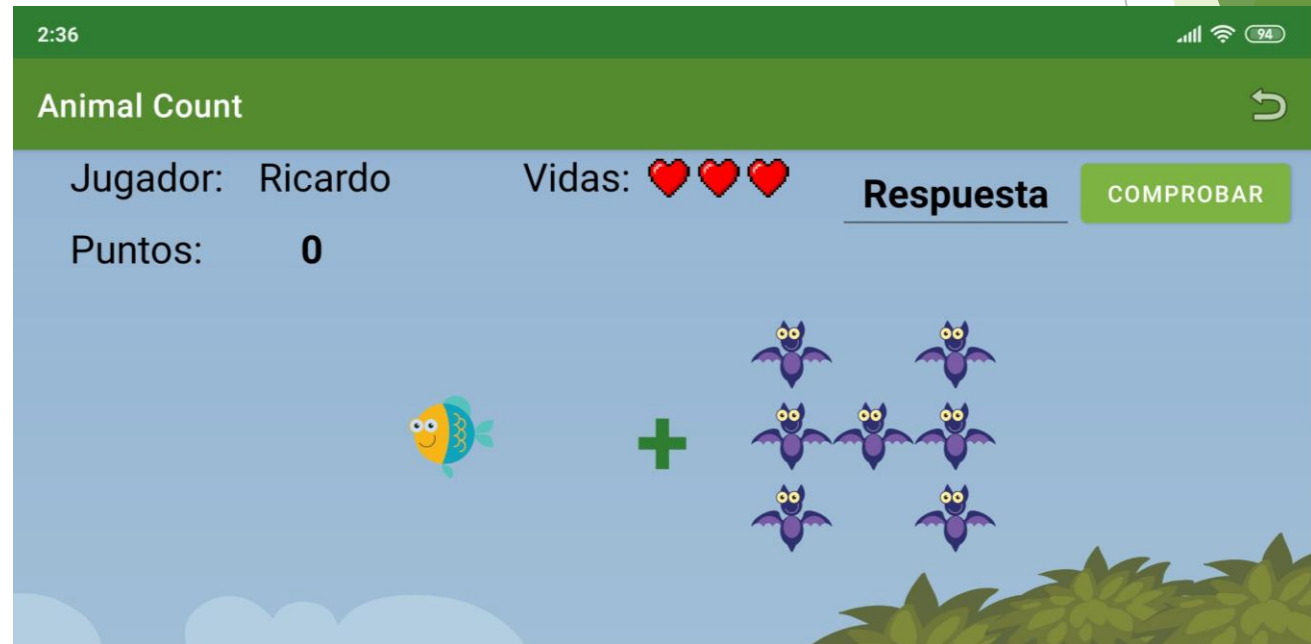 2:36 94
Animal Count
Jugador: Ricardo Vidas: Respuesta COMPROBAR
Puntos: 0
+